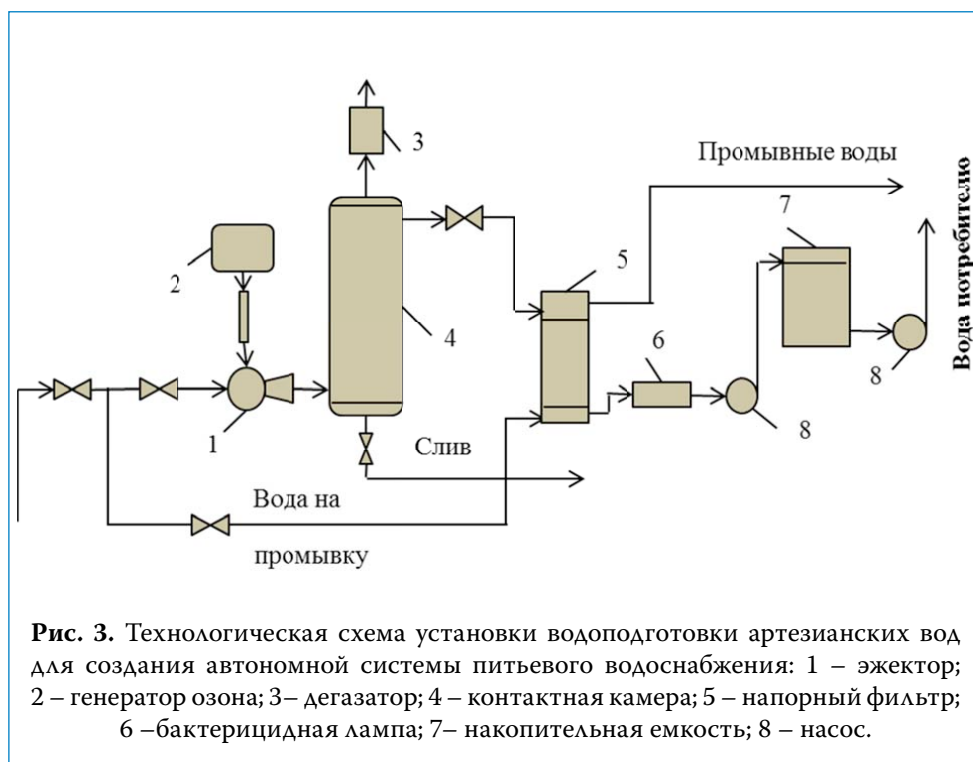 3
Промывные воды
7
2
5
Вода потребителю
4
6
8
1
8
Слив
Вода на
промывку
Рис. 3. Технологическая схема установки водоподготовки артезианских вод
для создания автономной системы питьевого водоснабжения: 1 – эжектор;
2 – генератор озона; 3– дегазатор; 4 – контактная камера; 5 – напорный фильтр;
6 –бактерицидная лампа; 7– накопительная емкость; 8 – насос.